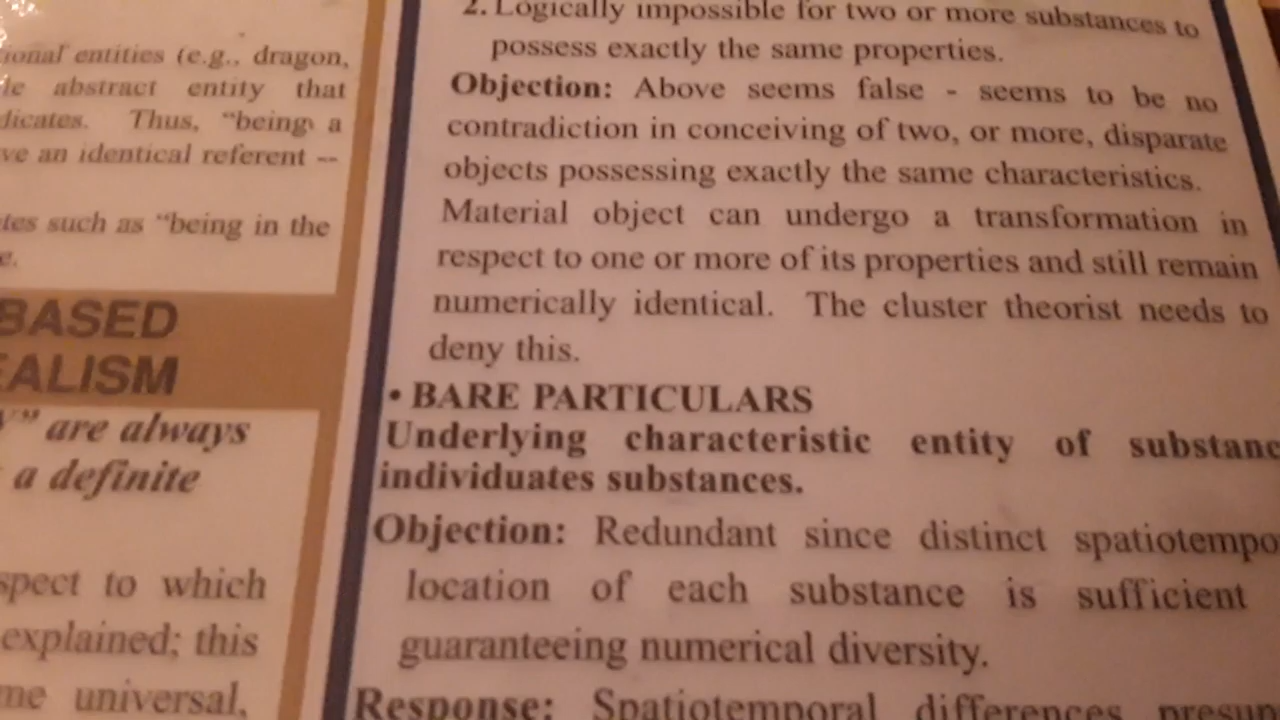 ional entities (e.g., dragon,
le abstract entity that
dicates. Thus, “being a
ve an identical referent --
tes such as “being in the
e.
BASED
EALISM
Y” are always
a definite
spect to which
explained; this
me universal,
2. Logically impossible for two or more substances to
possess exactly the same properties.
Objection: Above seems false - seems to be no
contradiction in conceiving of two, or more, disparate
objects possessing exactly the same characteristics.
Material object can undergo a transformation in
respect to one or more of its properties and still remain
numerically identical. The cluster theorist needs to
deny this.
• BARE PARTICULARS
Underlying characteristic entity of substanc
individuates substances.
Objection: Redundant since distinct spatiotempo
location of each substance is sufficient
guaranteeing numerical diversity.
Response: Spatiotemporal differences presup